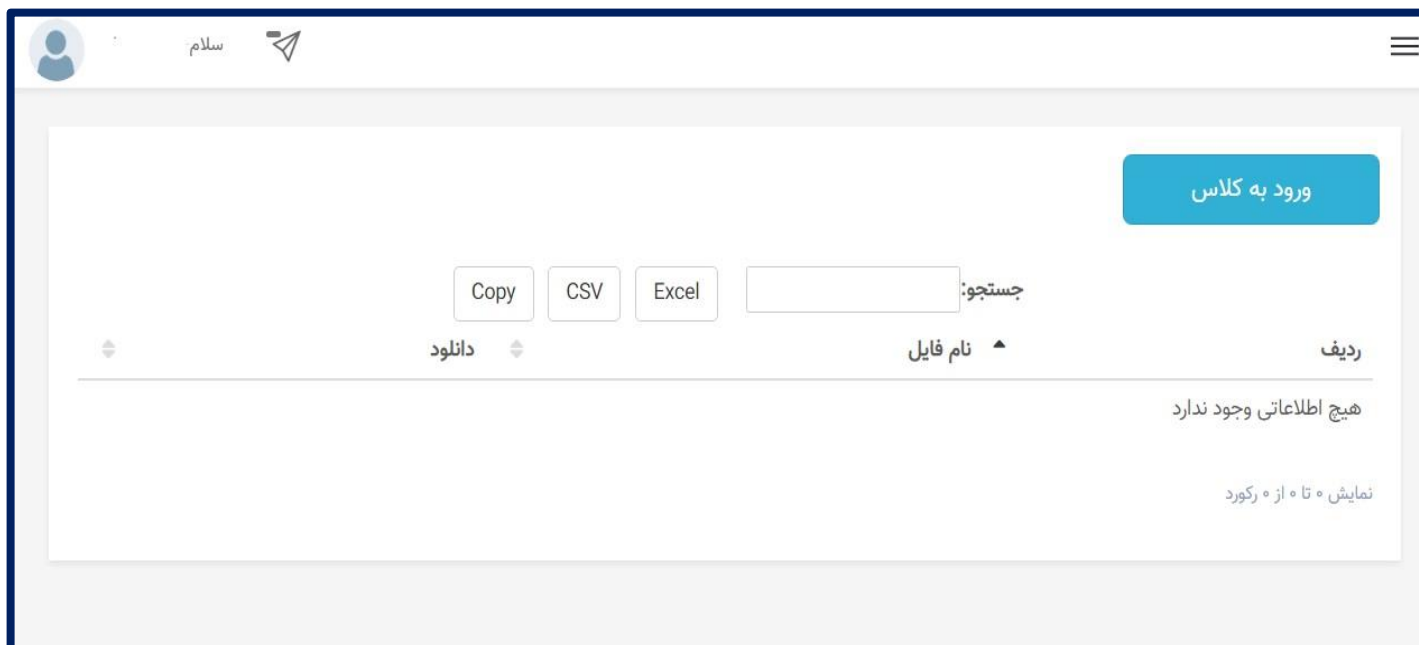 سلام
ورود به کلاس
جستجو: Excel CSV Copy
ردیف نام فایل دانلود
هیچ اطلاعاتی وجود ندارد
نمایش ۰ تا ۰ از ۰ رکورد